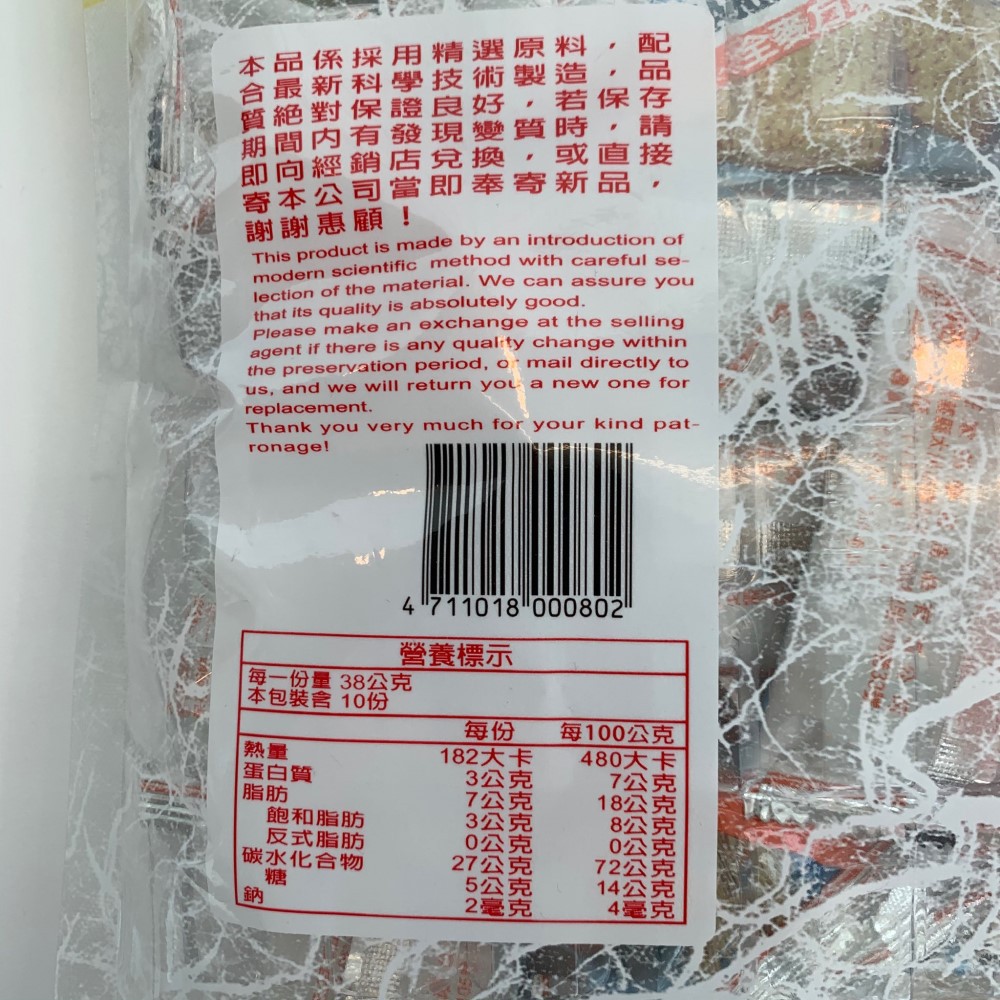 本品係採用精選原料，配
合最新科學技術製造，品
質絕對保證良好，若保存
期間內有發現變質時，請
即向經銷店兌換，或直接
寄本公司當即奉寄新品，
謝謝惠顧！
This product is made by an introduction of
modern scientific method with careful se-
lection of the material. We can assure you
that its quality is absolutely good.
Please make an exchange at the selling
agent if there is any quality change within
the preservation period, or mail directly to
us, and we will return you a new one for
replacement.
Thank you very much for your kind pat-
ronage!
4 711018 000802
營養標示
每一份量 38公克
本包裝含 10份
每份 每100公克
熱量 182大卡 480大卡
蛋白質 3公克 7公克
脂肪 7公克 18公克
飽和脂肪 3公克 8公克
反式脂肪 0公克 0公克
碳水化合物 27公克 72公克
糖 5公克 14公克
鈉 2毫克 4毫克